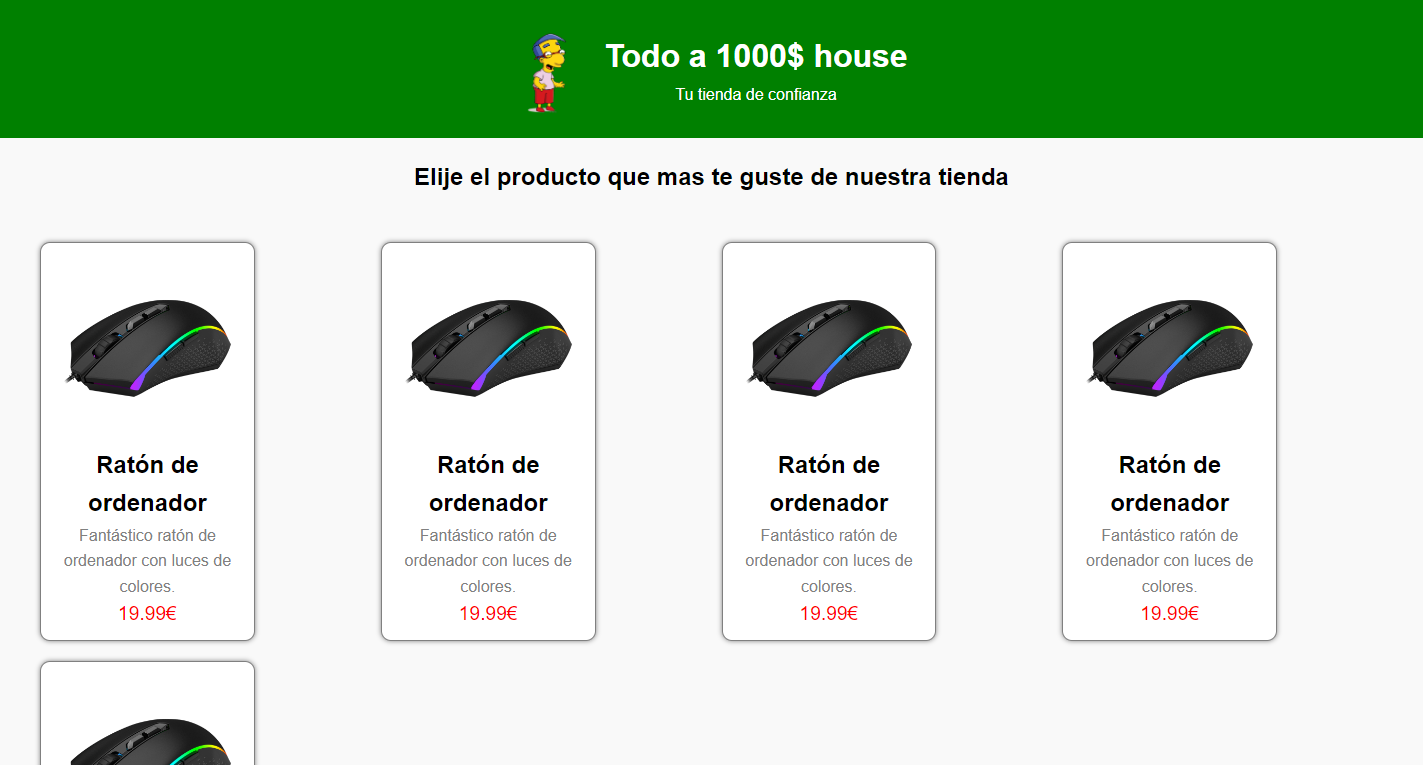 Todo a 1000$ house
Tu tienda de confianza
Elije el producto que mas te guste de nuestra tienda
Ratón de
ordenador
Fantástico ratón de
ordenador con luces de
colores.
19.99€
Ratón de
ordenador
Fantástico ratón de
ordenador con luces de
colores.
19.99€
Ratón de
ordenador
Fantástico ratón de
ordenador con luces de
colores.
19.99€
Ratón de
ordenador
Fantástico ratón de
ordenador con luces de
colores.
19.99€